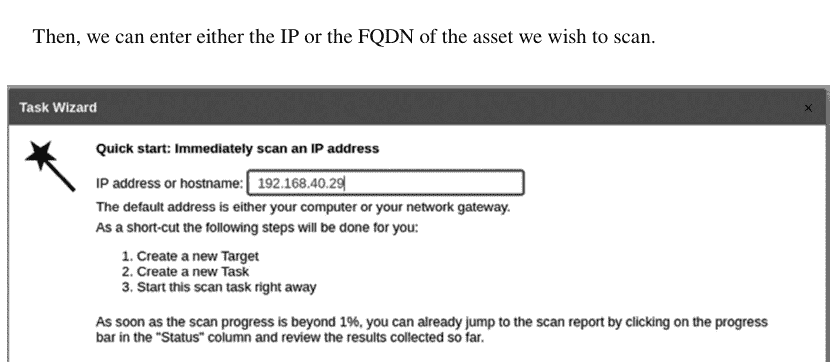 Then, we can enter either the IP or the FQDN of the asset we wish to scan.
Task Wizard
×
Quick start: Immediately scan an IP address
IP address or hostname: 192.168.40.29
The default address is either your computer or your network gateway.
As a short-cut the following steps will be done for you:
1. Create a new Target
2. Create a new Task
3. Start this scan task right away
As soon as the scan progress is beyond 1%, you can already jump to the scan report by clicking on the progress
bar in the "Status" column and review the results collected so far.